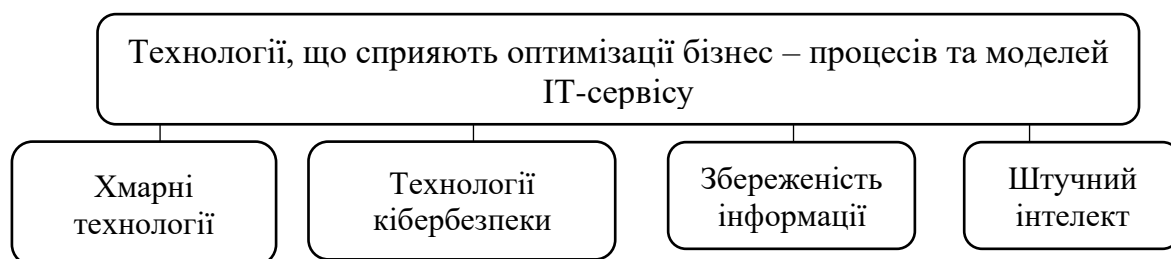 Технології, що сприяють оптимізації бізнес – процесів та моделей
ІТ-сервісу
Хмарні
технології
Технології
кібербезпеки
Збереженість
інформації
Штучний
інтелект